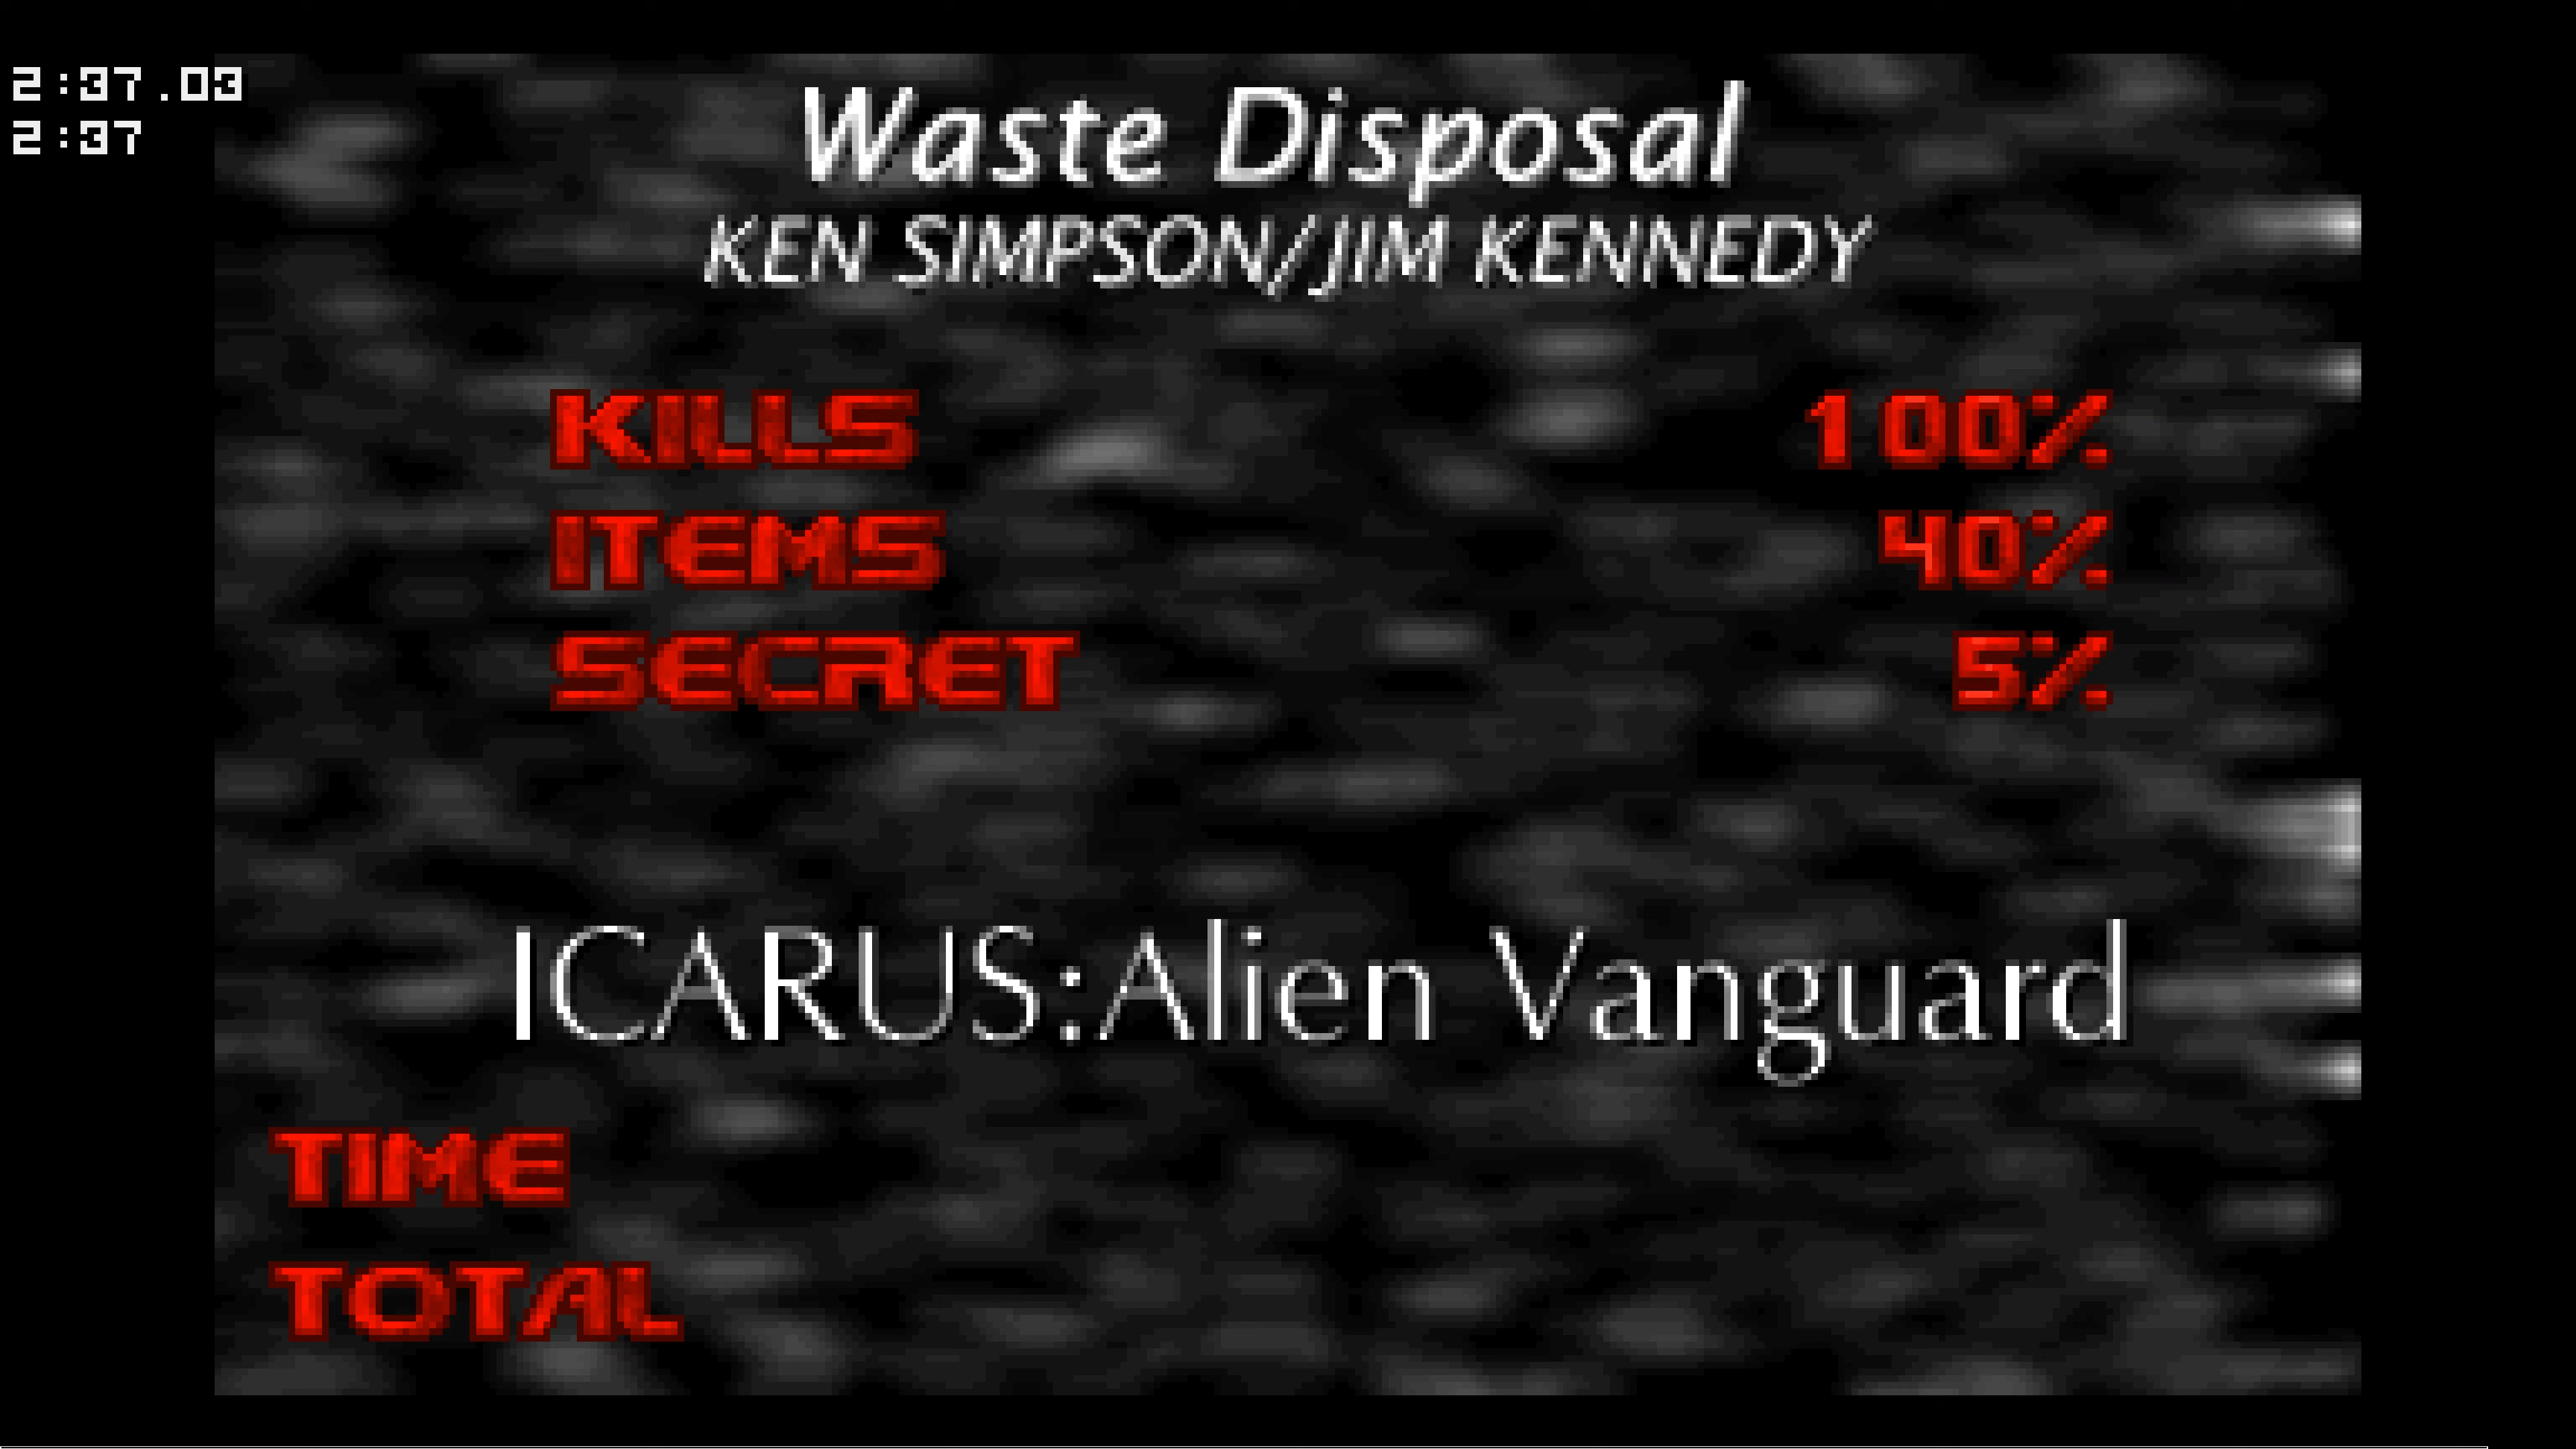 2:37.03
2:37
Waste Disposal
KEN SIMPSON/JIM KENNEDY
KILLS 100%
ITEMS 40%
SECRET 5%
ICARUS:Alien Vanguard
TIME
TOTAL